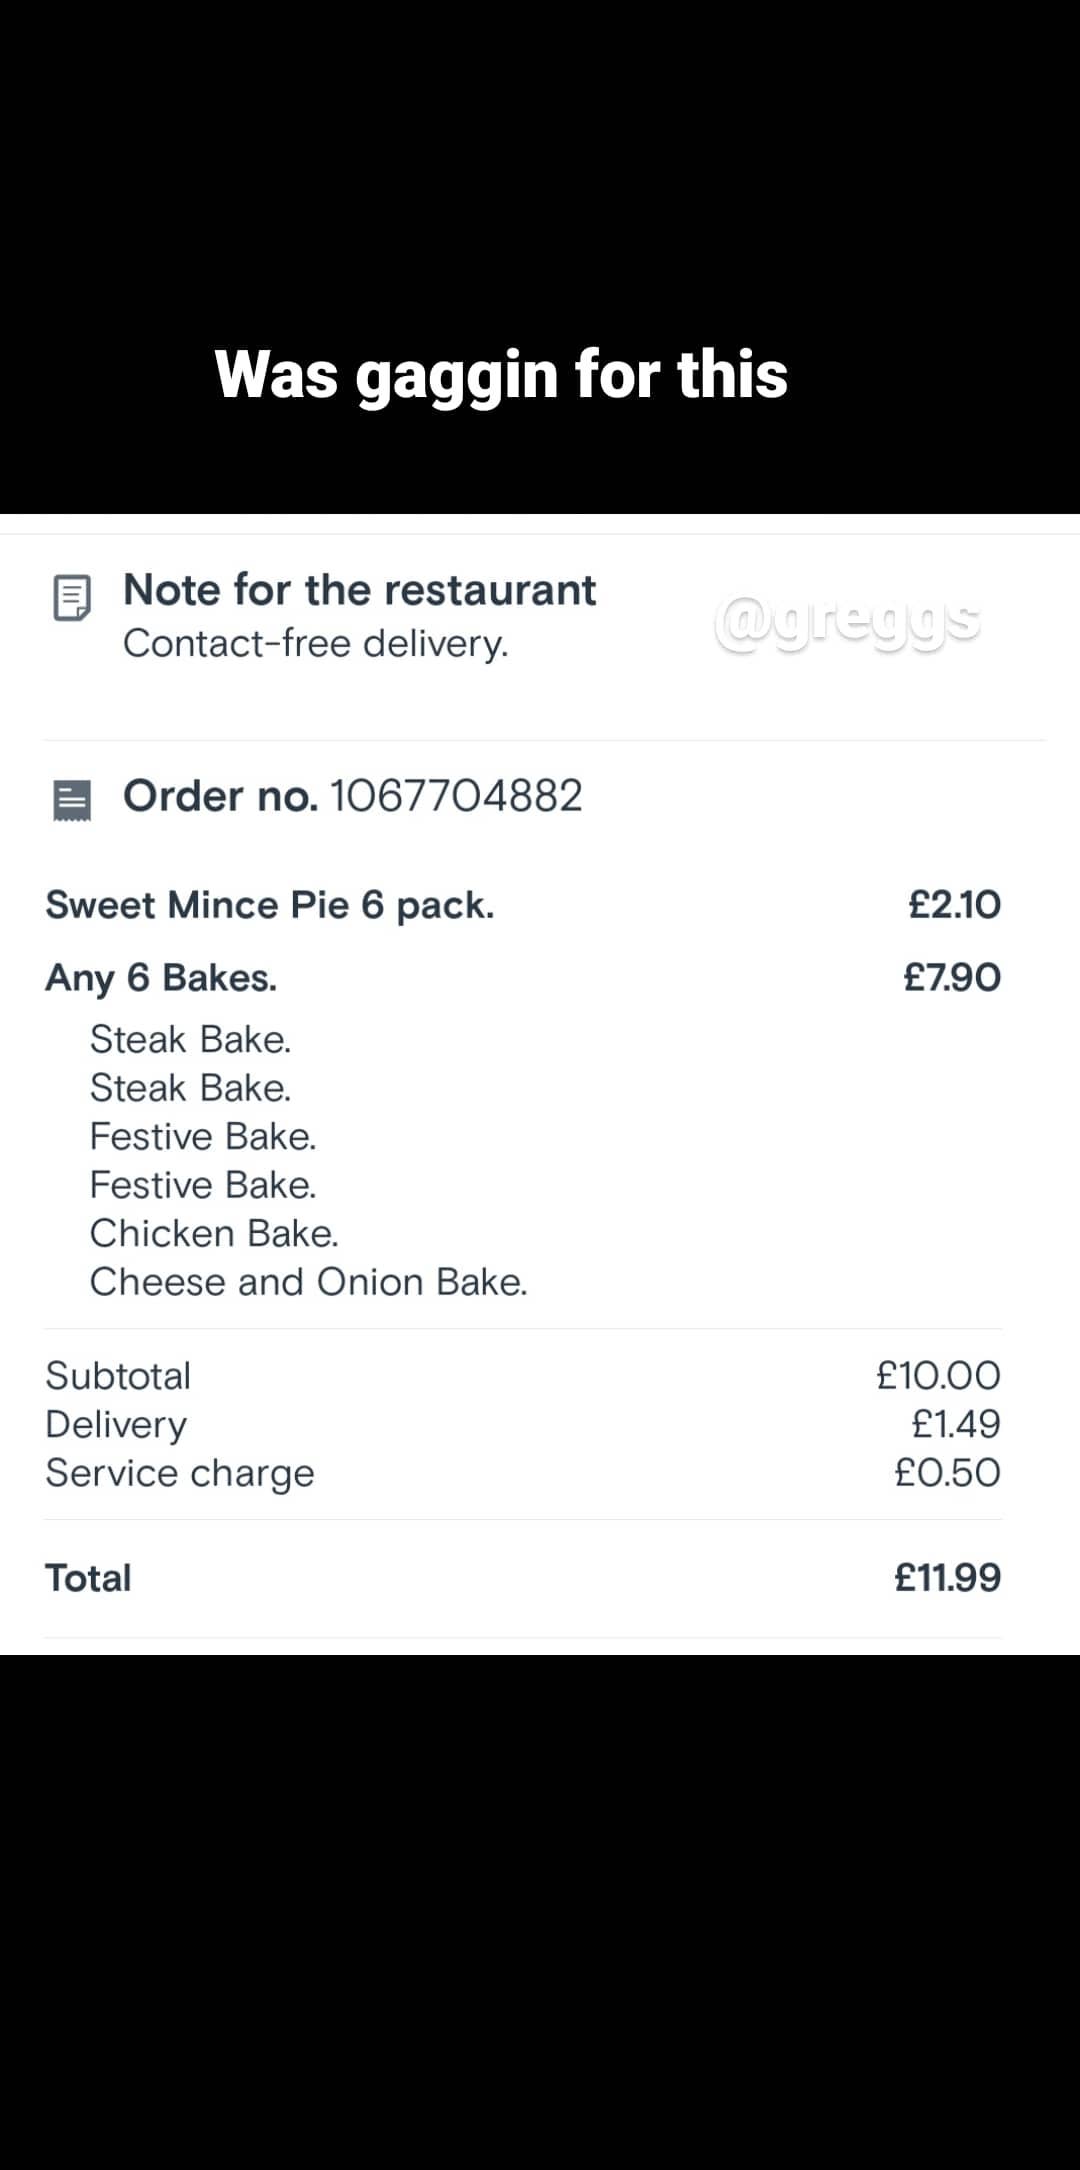 Was gaggin for this
Note for the restaurant
@greggs
Contact-free delivery.
Order no. 1067704882
Sweet Mince Pie 6 pack. £2.10
Any 6 Bakes. £7.90
Steak Bake.
Steak Bake.
Festive Bake.
Festive Bake.
Chicken Bake.
Cheese and Onion Bake.
Subtotal £10.00
Delivery £1.49
Service charge £0.50
Total £11.99